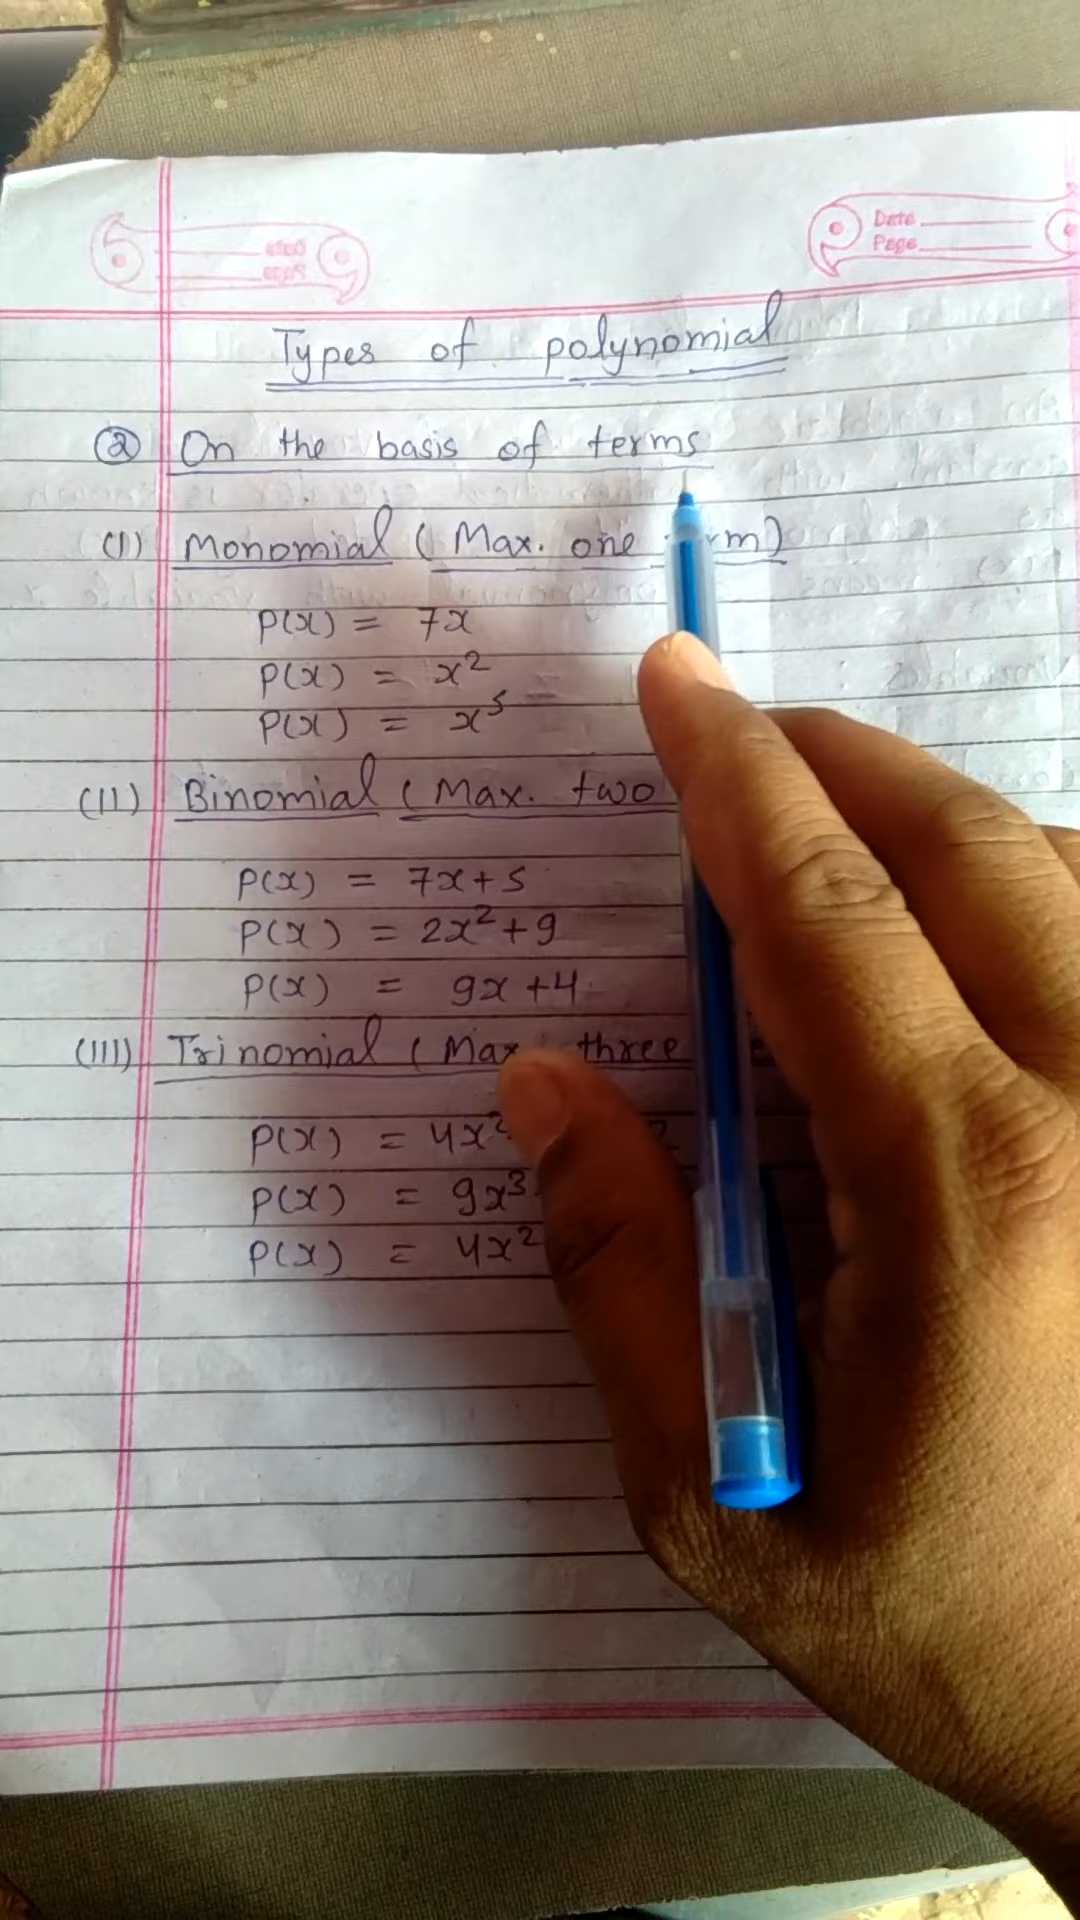 Date
Page
Types of polynomial
② On the basis of terms
(I) Monomial (Max. one
P(x) = 7x
P(x) = x²
P(x) = x⁵
(II) Binomial (Max. two
P(x) = 7x+5
P(x) = 2x²+9
P(x) = 9x+4
(III) Trinomial (Max. three
P(x) = 4x²
P(x) = 9x³
P(x) = 4x²